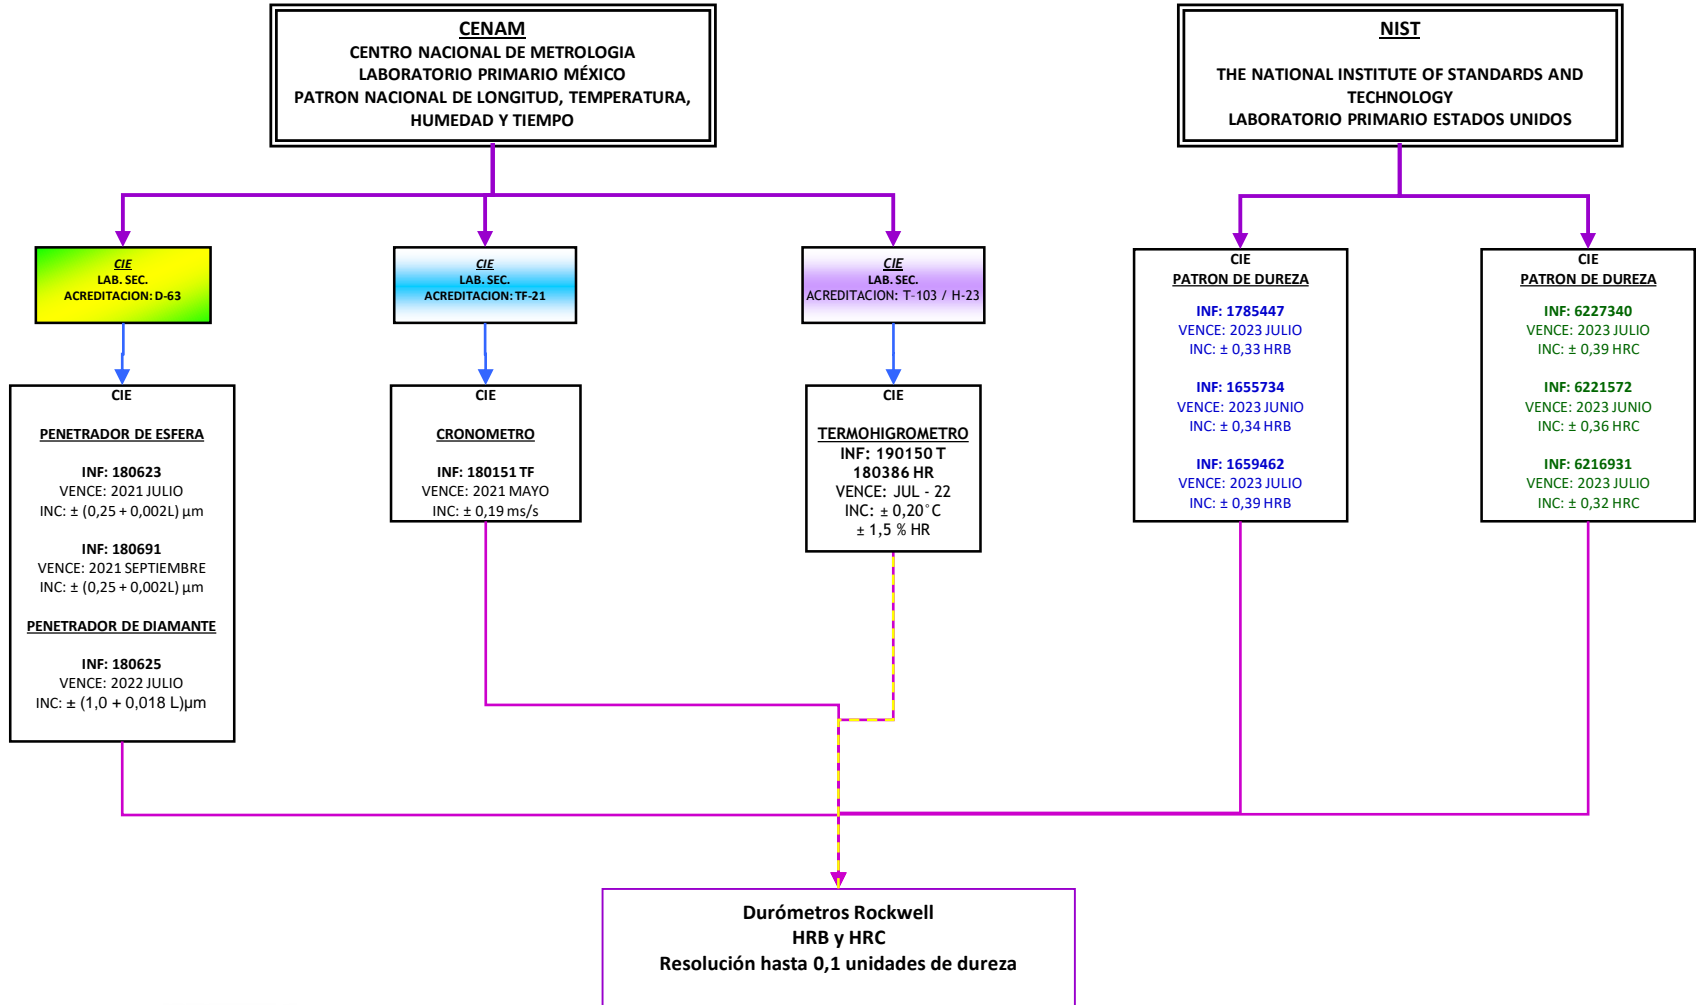 CENAM
CENTRO NACIONAL DE METROLOGIA
LABORATORIO PRIMARIO MÉXICO
PATRON NACIONAL DE LONGITUD, TEMPERATURA,
HUMEDAD Y TIEMPO
NIST
THE NATIONAL INSTITUTE OF STANDARDS AND
TECHNOLOGY
LABORATORIO PRIMARIO ESTADOS UNIDOS
CIE
LAB. SEC.
ACREDITACION: D-63
CIE
LAB. SEC.
ACREDITACION: TF-21
CIE
LAB. SEC.
ACREDITACION: T-103 / H-23
CIE
PATRON DE DUREZA
INF: 1785447
VENCE: 2023 JULIO
INC: ± 0,33 HRB
INF: 1655734
VENCE: 2023 JUNIO
INC: ± 0,34 HRB
INF: 1659462
VENCE: 2023 JULIO
INC: ± 0,39 HRB
CIE
PATRON DE DUREZA
INF: 6227340
VENCE: 2023 JULIO
INC: ± 0,39 HRC
INF: 6221572
VENCE: 2023 JUNIO
INC: ± 0,36 HRC
INF: 6216931
VENCE: 2023 JULIO
INC: ± 0,32 HRC
CIE
PENETRADOR DE ESFERA
INF: 180623
VENCE: 2021 JULIO
INC: ± (0,25 + 0,002L) µm
INF: 180691
VENCE: 2021 SEPTIEMBRE
INC: ± (0,25 + 0,002L) µm
PENETRADOR DE DIAMANTE
INF: 180625
VENCE: 2022 JULIO
INC: ± (1,0 + 0,018 L)µm
CIE
CRONOMETRO
INF: 180151 TF
VENCE: 2021 MAYO
INC: ± 0,19 ms/s
CIE
TERMOHIGROMETRO
INF: 190150 T
180386 HR
VENCE: JUL - 22
INC: ± 0,20°C
± 1,5 % HR
Durómetros Rockwell
HRB y HRC
Resolución hasta 0,1 unidades de dureza